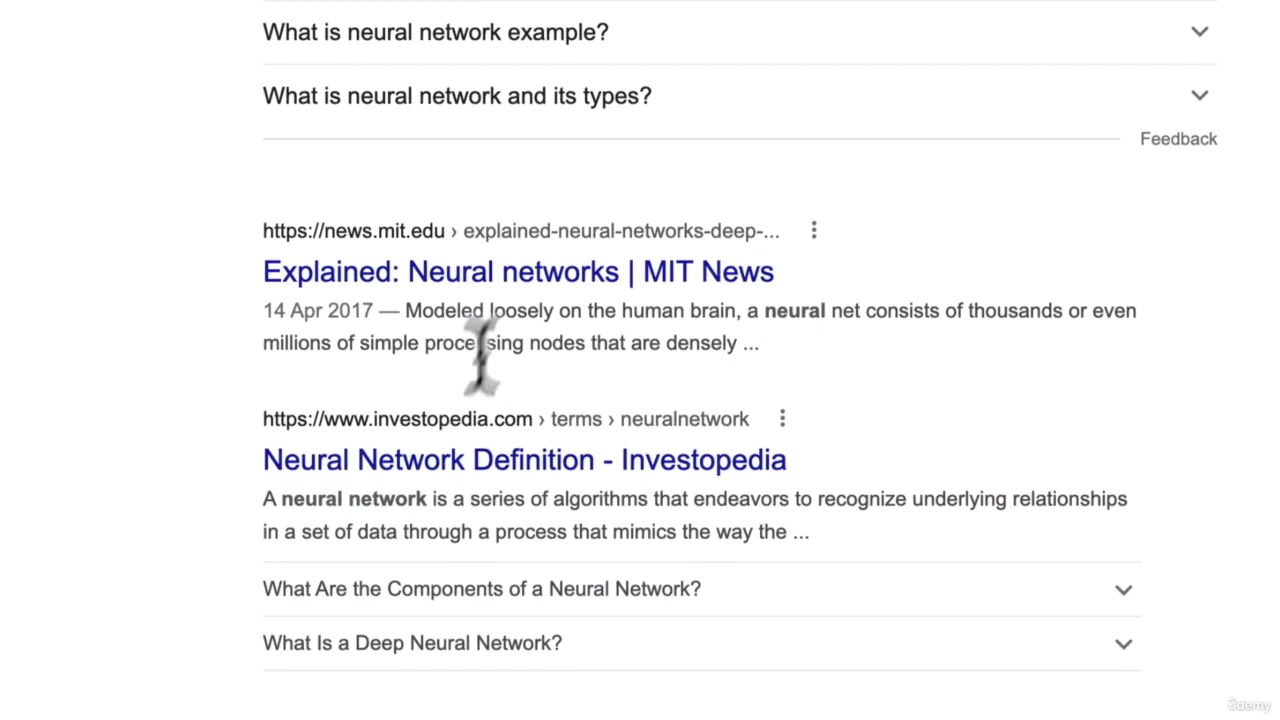 What is neural network example?
What is neural network and its types?
Feedback
https://news.mit.edu › explained-neural-networks-deep-...
Explained: Neural networks | MIT News
14 Apr 2017 — Modeled loosely on the human brain, a neural net consists of thousands or even
millions of simple processing nodes that are densely ...
https://www.investopedia.com › terms › neuralnetwork
Neural Network Definition - Investopedia
A neural network is a series of algorithms that endeavors to recognize underlying relationships
in a set of data through a process that mimics the way the ...
What Are the Components of a Neural Network?
What Is a Deep Neural Network?
ûdemy